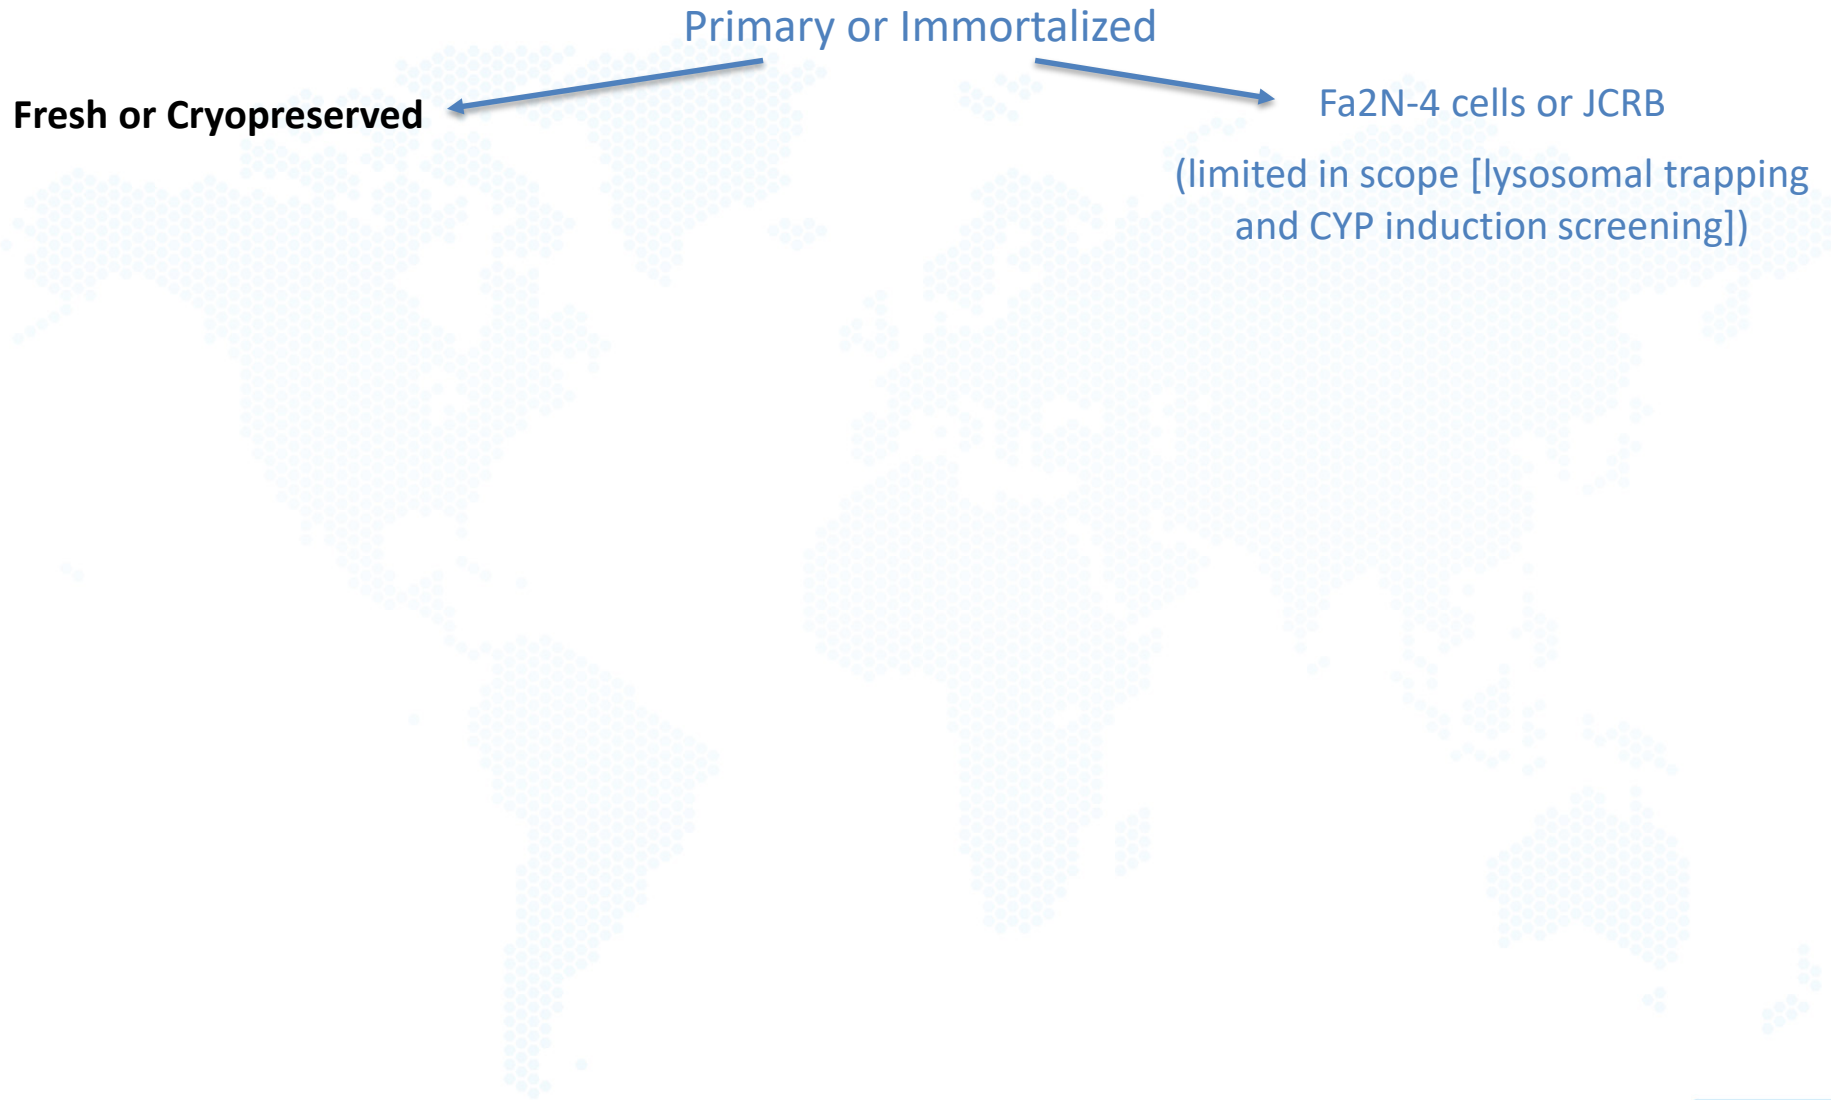 Primary or Immortalized
Fresh or Cryopreserved
Fa2N-4 cells or JCRB
(limited in scope [lysosomal trapping
and CYP induction screening])